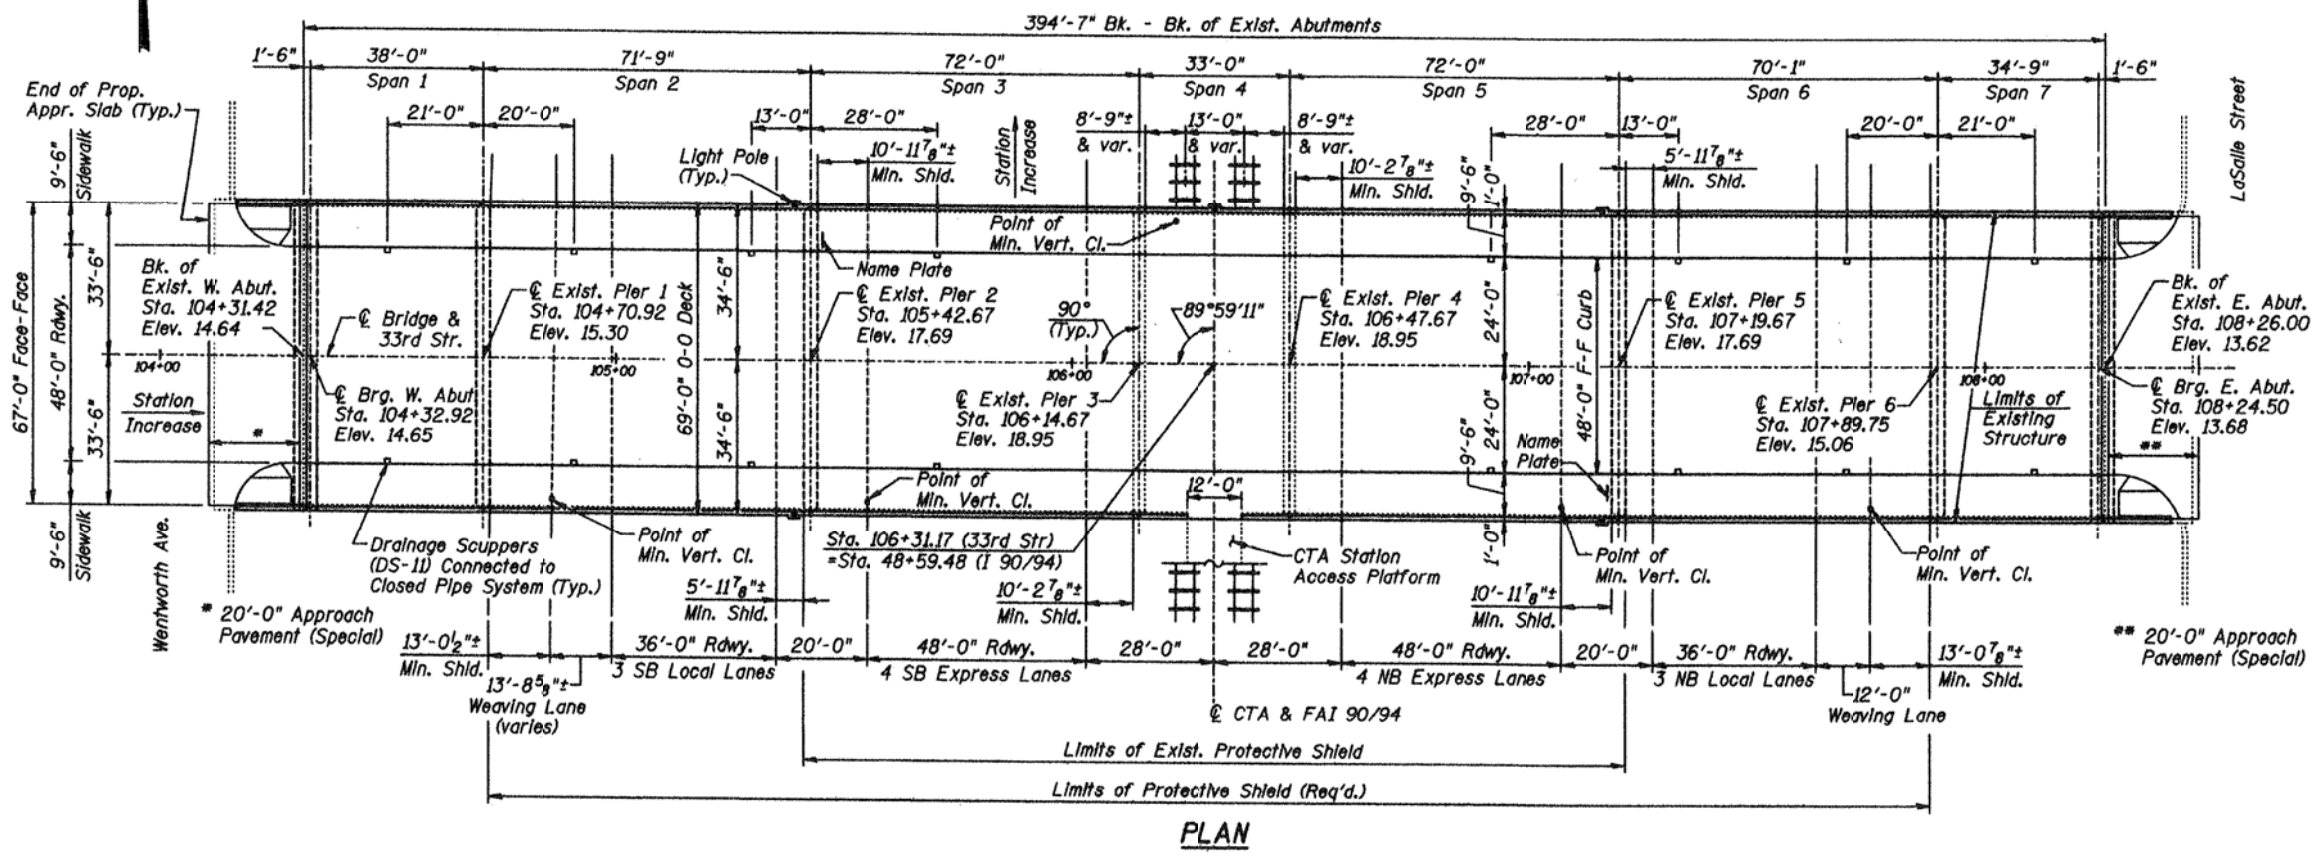 394'-7" Bk. - Bk. of Exist. Abutments
1'-6"
38'-0"
71'-9"
72'-0"
33'-0"
72'-0"
70'-1"
34'-9"
1'-6"
Span 1
Span 2
Span 3
Span 4
Span 5
Span 6
Span 7
End of Prop.
Appr. Slab (Typ.)
21'-0"
20'-0"
13'-0"
28'-0"
Station
Increase
8'-9"±
& var.
13'-0"
& var.
8'-9"±
& var.
28'-0"
13'-0"
20'-0"
21'-0"
LaSalle Street
9'-6"
Sidewalk
Light Pole
(Typ.)
10'-11⅞"±
Min. Shld.
10'-2⅞"±
Min. Shld.
9'-6"
1'-0"
5'-11⅞"±
Min. Shld.
Point of
Min. Vert. Cl.
Name Plate
67'-0" Face-Face
48'-0" Rdwy.
33'-6"
33'-6"
Bk. of
Exist. W. Abut.
Sta. 104+31.42
Elev. 14.64
℄ Bridge &
33rd Str.
℄ Exist. Pier 1
Sta. 104+70.92
Elev. 15.30
69'-0" O-O Deck
34'-6"
34'-6"
℄ Exist. Pier 2
Sta. 105+42.67
Elev. 17.69
90°
(Typ.)
89°59'11"
℄ Exist. Pier 4
Sta. 106+47.67
Elev. 18.95
24'-0"
24'-0"
48'-0" F-F Curb
℄ Exist. Pier 5
Sta. 107+19.67
Elev. 17.69
Bk. of
Exist. E. Abut.
Sta. 108+26.00
Elev. 13.62
104+00
105+00
106+00
107+00
108+00
Station
Increase
*
℄ Brg. W. Abut.
Sta. 104+32.92
Elev. 14.65
℄ Exist. Pier 3
Sta. 106+14.67
Elev. 18.95
℄ Exist. Pier 6
Sta. 107+89.75
Elev. 15.06
Limits of
Existing
Structure
℄ Brg. E. Abut.
Sta. 108+24.50
Elev. 13.68
**
9'-6"
Name
Plate
Point of
Min. Vert. Cl.
12'-0"
9'-6"
Sidewalk
Wentworth Ave.
Drainage Scuppers
(DS-11) Connected to
Closed Pipe System (Typ.)
Point of
Min. Vert. Cl.
Sta. 106+31.17 (33rd Str)
=Sta. 48+59.48 (I 90/94)
CTA Station
Access Platform
1'-0"
Point of
Min. Vert. Cl.
Point of
Min. Vert. Cl.
* 20'-0" Approach
Pavement (Special)
5'-11⅞"±
Min. Shld.
10'-2⅞"±
Min. Shld.
10'-11⅞"±
Min. Shld.
** 20'-0" Approach
Pavement (Special)
13'-0½"±
Min. Shld.
36'-0" Rdwy.
3 SB Local Lanes
20'-0"
48'-0" Rdwy.
4 SB Express Lanes
28'-0"
28'-0"
48'-0" Rdwy.
4 NB Express Lanes
20'-0"
36'-0" Rdwy.
3 NB Local Lanes
13'-0⅞"±
Min. Shld.
13'-8⅝"±
Weaving Lane
(varies)
12'-0"
Weaving Lane
℄ CTA & FAI 90/94
Limits of Exist. Protective Shield
Limits of Protective Shield (Req'd.)
PLAN